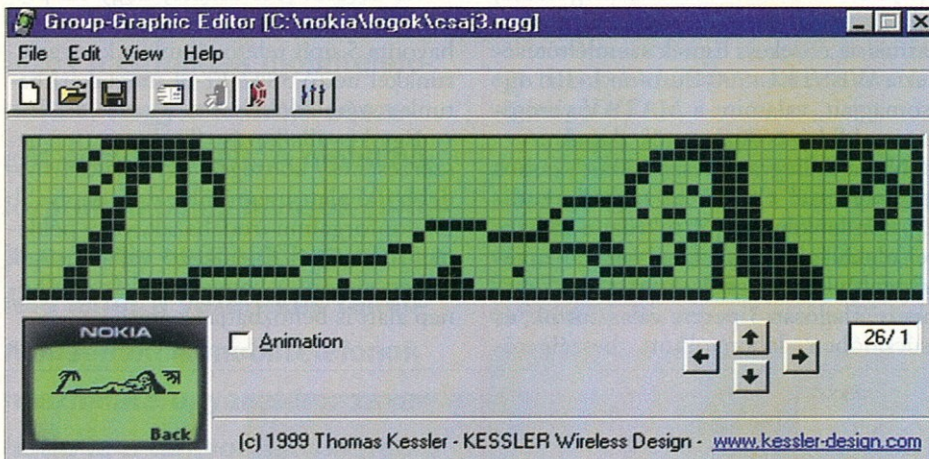 Group-Graphic Editor [C:\nokia\logok\csaj3.ngg]
File Edit View Help
NOKIA
Animation
26/1
Back
(c) 1999 Thomas Kessler - KESSLER Wireless Design - www.kessler-design.com